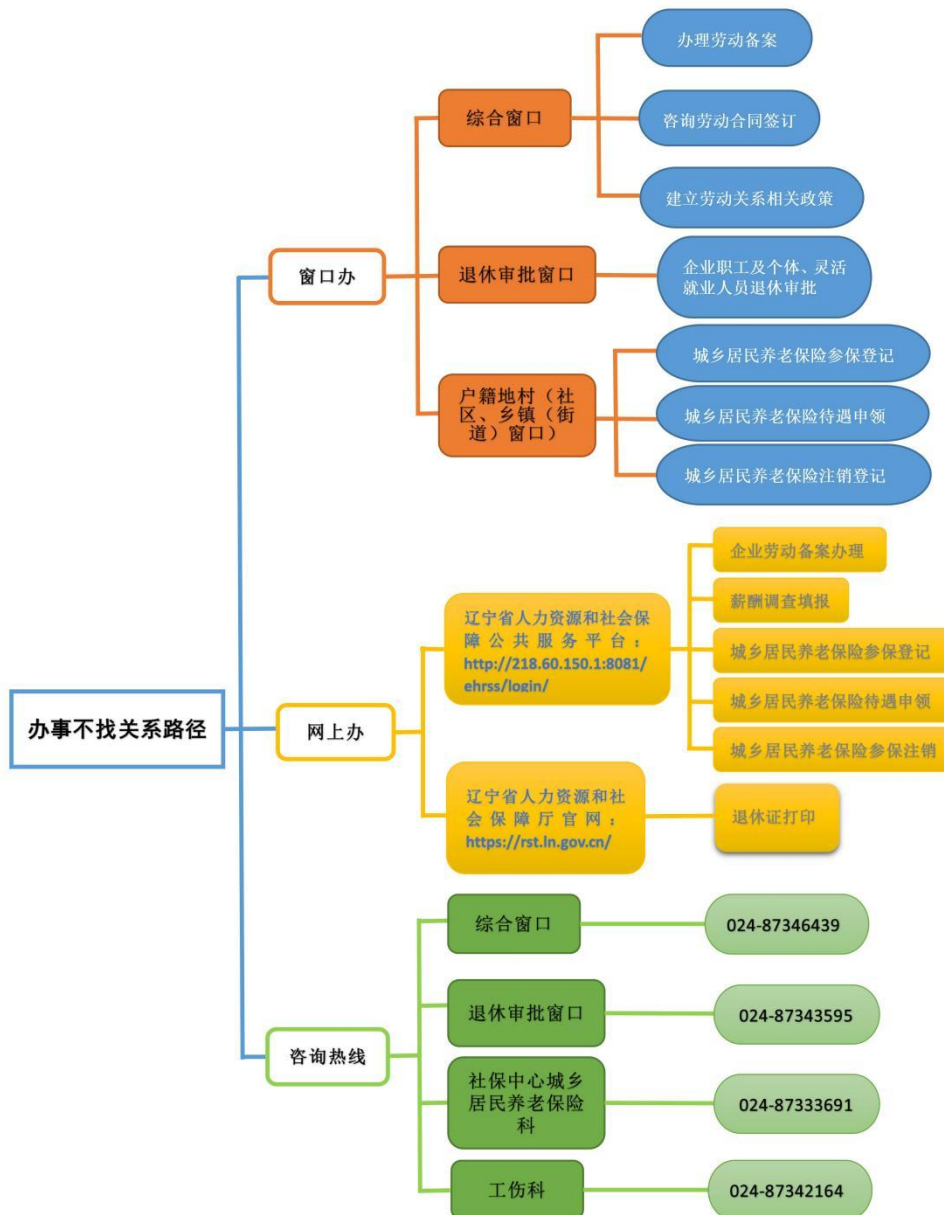 办理劳动备案
综合窗口
咨询劳动合同签订
建立劳动关系相关政策
窗口办
退休审批窗口
企业职工及个体、灵活
就业人员退休审批
户籍地村（社
区、乡镇（街
道）窗口）
城乡居民养老保险参保登记
城乡居民养老保险待遇申领
城乡居民养老保险注销登记
办事不找关系路径
网上办
辽宁省人力资源和社会保
障公共服务平台：
http://218.60.150.1:8081/
ehrss/login/
企业劳动备案办理
薪酬调查填报
城乡居民养老保险参保登记
城乡居民养老保险待遇申领
城乡居民养老保险参保注销
辽宁省人力资源和社
会保障厅官网：
https://rst.ln.gov.cn/
退休证打印
咨询热线
综合窗口
024-87346439
退休审批窗口
024-87343595
社保中心城乡
居民养老保险
科
024-87333691
工伤科
024-87342164